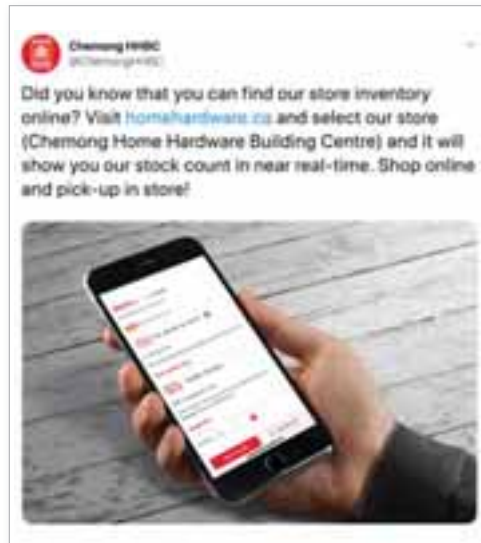 Chemong HHBC
@ChemongHHBC
Did you know that you can find our store inventory
online? Visit homehardware.ca and select our store
(Chemong Home Hardware Building Centre) and it will
show you our stock count in near real-time. Shop online
and pick-up in store!